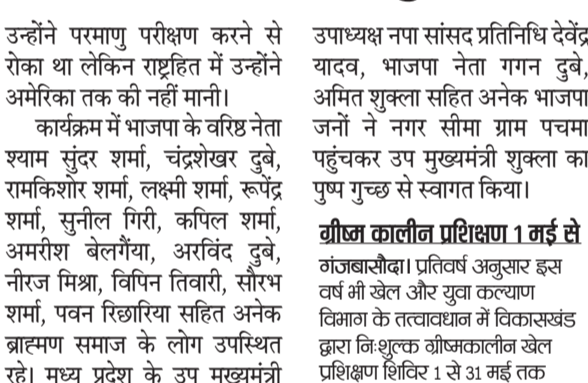 उन्होंने परमाणु परीक्षण करने से
रोका था लेकिन राष्ट्रहित में उन्होंने
अमेरिका तक की नहीं मानी।
कार्यक्रम में भाजपा के वरिष्ठ नेता
श्याम सुंदर शर्मा, चंद्रशेखर दुबे,
रामकिशोर शर्मा, लक्ष्मी शर्मा, रूपेंद्र
शर्मा, सुनील गिरी, कपिल शर्मा,
अमरीश बेलगैंया, अरविंद दुबे,
नीरज मिश्रा, विपिन तिवारी, सौरभ
शर्मा, पवन रिछारिया सहित अनेक
ब्राह्मण समाज के लोग उपस्थित
रहे। मध्य प्रदेश के उप मुख्यमंत्री
उपाध्यक्ष नपा सांसद प्रतिनिधि देवेंद्र
यादव, भाजपा नेता गगन दुबे,
अमित शुक्ला सहित अनेक भाजपा
जनों ने नगर सीमा ग्राम पचमा
पहुंचकर उप मुख्यमंत्री शुक्ला का
पुष्प गुच्छ से स्वागत किया।
ग्रीष्म कालीन प्रशिक्षण 1 मई से
गंजबासौदा। प्रतिवर्ष अनुसार इस
वर्ष भी खेल और युवा कल्याण
विभाग के तत्वावधान में विकासखंड
द्वारा निःशुल्क ग्रीष्मकालीन खेल
प्रशिक्षण शिविर 1 से 31 मई तक